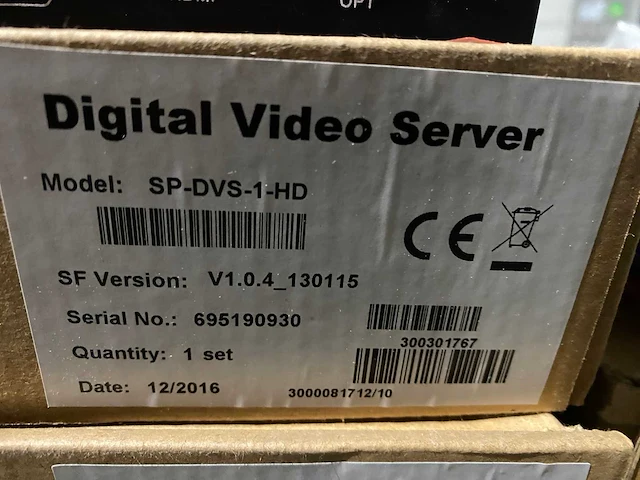 OPT
Digital Video Server
Model: SP-DVS-1-HD
CE
SF Version: V1.0.4_130115
Serial No.: 695190930
300301767
Quantity: 1 set
Date: 12/2016
3000081712/10